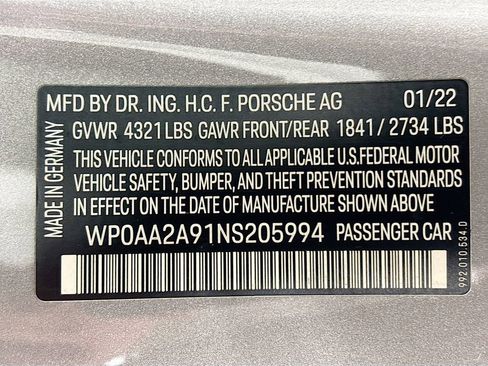 MFD BY DR. ING. H.C. F. PORSCHE AG 01/22
GVWR 4321 LBS GAWR FRONT/REAR 1841 / 2734 LBS
THIS VEHICLE CONFORMS TO ALL APPLICABLE U.S.FEDERAL MOTOR
VEHICLE SAFETY, BUMPER, AND THEFT PREVENTION STANDARDS
IN EFFECT ON THE DATE OF MANUFACTURE SHOWN ABOVE
WP0AA2A91NS205994 PASSENGER CAR
MADE IN GERMANY
992.010.534.D